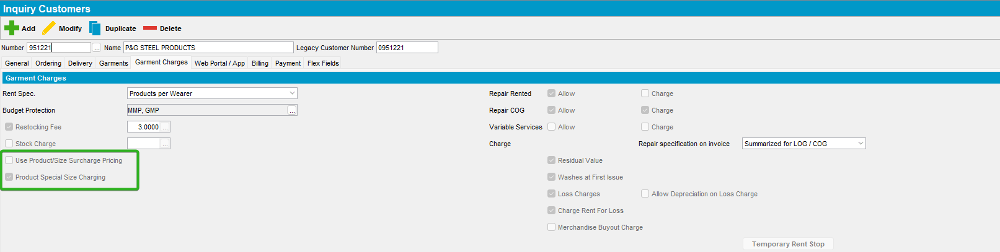 Inquiry Customers
Add Modify Duplicate Delete
Number 951221 ... Name P&G STEEL PRODUCTS Legacy Customer Number 0951221
General Ordering Delivery Garments Garment Charges Web Portal / App Billing Payment Flex Fields
Garment Charges
Rent Spec. Products per Wearer Repair Rented Allow Charge
Budget Protection MMP, GMP ... Repair COG Allow Charge
Restocking Fee 3.0000 ... Variable Services Allow Charge
Stock Charge ... Charge Repair specification on invoice Summarized for LOG / COG
Use Product/Size Surcharge Pricing Residual Value
Product Special Size Charging Washes at First Issue
Loss Charges Allow Depreciation on Loss Charge
Charge Rent For Loss
Merchandise Buyout Charge
Temporary Rent Stop